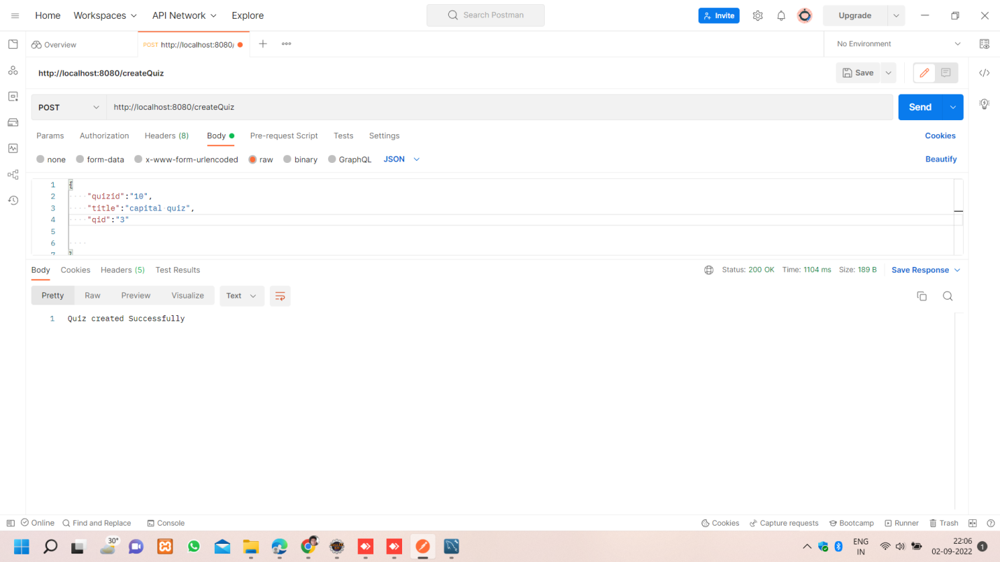 Home Workspaces API Network Explore Search Postman Invite Upgrade
Overview POST http://localhost:8080/ No Environment
http://localhost:8080/createQuiz Save
POST http://localhost:8080/createQuiz Send
Params Authorization Headers (8) Body Pre-request Script Tests Settings Cookies
none form-data x-www-form-urlencoded raw binary GraphQL JSON Beautify
1 {
2 "quizid":"10",
3 "title":"capital quiz",
4 "qid":"3"
5
6
7 }
Body Cookies Headers (5) Test Results Status: 200 OK Time: 1104 ms Size: 189 B Save Response
Pretty Raw Preview Visualize Text
1 Quiz created Successfully
Online Find and Replace Console Cookies Capture requests Bootcamp Runner Trash
30° ENG 22:06
IN 02-09-2022 1